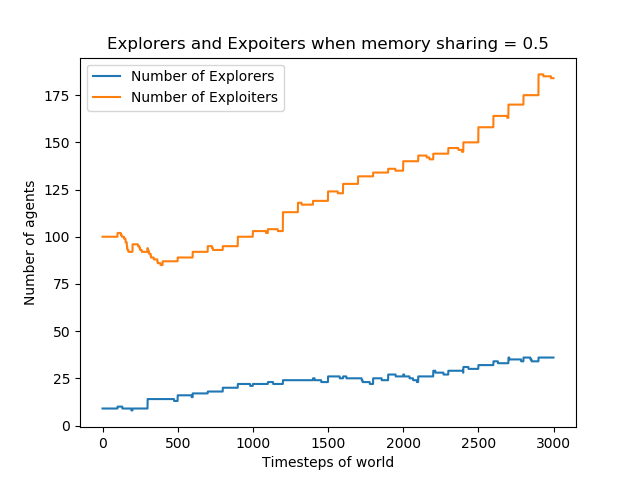 Explorers and Expoiters when memory sharing = 0.5
Number of Explorers
Number of Exploiters
175
150
125
100
75
50
25
0
Number of agents
0 500 1000 1500 2000 2500 3000
Timesteps of world